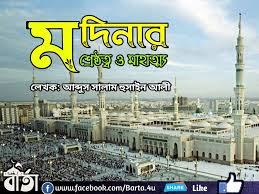 মদিনার
শ্রেষ্ঠত্ব ও মাহাত্ম্য
লেখক: আব্দুস সালাম হুসাইন আলী
বার্তা
www.facebook.com/Barta.4u
SHARE
Like